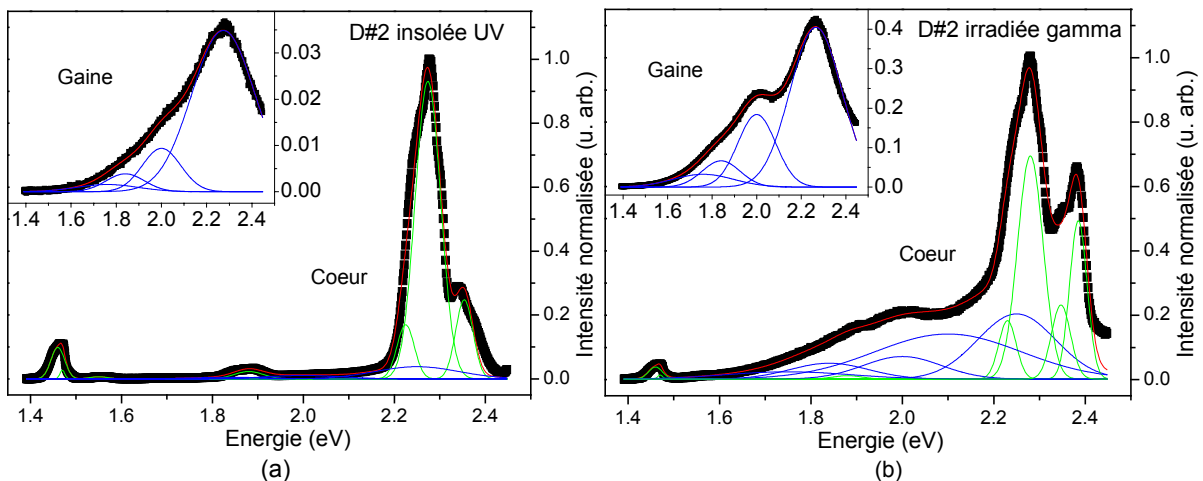 D#2 insolée UV
Gaine
0.03
0.02
0.01
0.00
1.4 1.6 1.8 2.0 2.2 2.4
Coeur
1.0
0.8
0.6
0.4
0.2
0.0
Intensité normalisée (u. arb.)
1.4 1.6 1.8 2.0 2.2 2.4
Energie (eV)
(a)
D#2 irradiée gamma
Gaine
0.4
0.3
0.2
0.1
0.0
1.4 1.6 1.8 2.0 2.2 2.4
Coeur
1.0
0.8
0.6
0.4
0.2
0.0
Intensité normalisée (u. arb.)
1.4 1.6 1.8 2.0 2.2 2.4
Energie (eV)
(b)